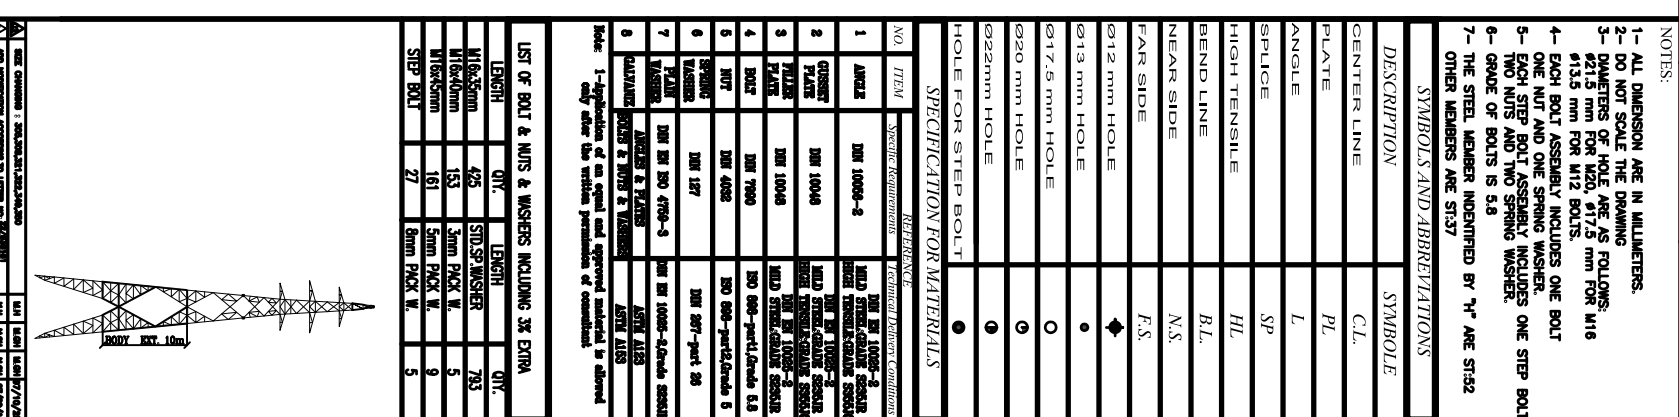 NOTES:
1- ALL DIMENSION ARE IN MILLIMETERS.
2- DO NOT SCALE THE DRAWING
3- DIAMETERS OF HOLE ARE AS FOLLOWS:
ø21.5 mm FOR M20, ø17.5 mm FOR M16
ø13.5 mm FOR M12 BOLTS.
4- EACH BOLT ASSEMBLY INCLUDES ONE BOLT
ONE NUT AND ONE SPRING WASHER.
5- EACH STEP BOLT ASSEMBLY INCLUDES ONE STEP BOLT
TWO NUTS AND TWO SPRING WASHER.
6- GRADE OF BOLTS IS 5.8
7- THE STEEL MEMBER INDENTIFIED BY "H" ARE ST:52
OTHER MEMBERS ARE ST:37
SYMBOLS AND ABBREVIATIONS
DESCRIPTION SYMBOLE
CENTER LINE C.L.
PLATE PL
ANGLE L
SPLICE SP
HIGH TENSILE HL
BEND LINE B.L.
NEAR SIDE N.S.
FAR SIDE F.S.
Ø12 mm HOLE
Ø13 mm HOLE
Ø17.5 mm HOLE
Ø20 mm HOLE
Ø22mm HOLE
HOLE FOR STEP BOLT
SPECIFICATION FOR MATERIALS
NO. ITEM REFERENCE
Specific Requirements Technical Delivery Conditions
1 ANGLE DIN 10056-2 DIN EN 10025-2
MILD STEEL:GRADE S235JR
HIGH TENSILE:GRADE S355JR
2 GUSSET PLATE DIN 10048 DIN EN 10025-2
MILD STEEL:GRADE S235JR
HIGH TENSILE:GRADE S355JR
3 FILLER PLATE DIN 10048 DIN EN 10025-2
MILD STEEL:GRADE S235JR
4 BOLT DIN 7990 ISO 898-part1,Grade 5.8
5 NUT DIN 4032 ISO 898-part2,Grade 5
6 SPRING WASHER DIN 127 DIN 267-part 26
7 PLAIN WASHER DIN EN ISO 4759-3 DIN EN 10025-2,Grade S235JR
8 GALVANIZ ANGLES & PLATES ASTM A123
BOLTS & NUTS & WASHERS ASTM A153
Note: 1-Application of an equal and approved material is allowed
only after the written permission of consultant
LIST OF BOLT & NUTS & WASHERS INCLUDING 3% EXTRA
LENGTH QTY. LENGTH QTY.
M16x35mm 425 STD.SP.WASHER 793
M16x40mm 153 3mm PACK W. 5
M16x45mm 161 5mm PACK W. 9
STEP BOLT 27 8mm PACK W. 5
BODY EXT. 10m